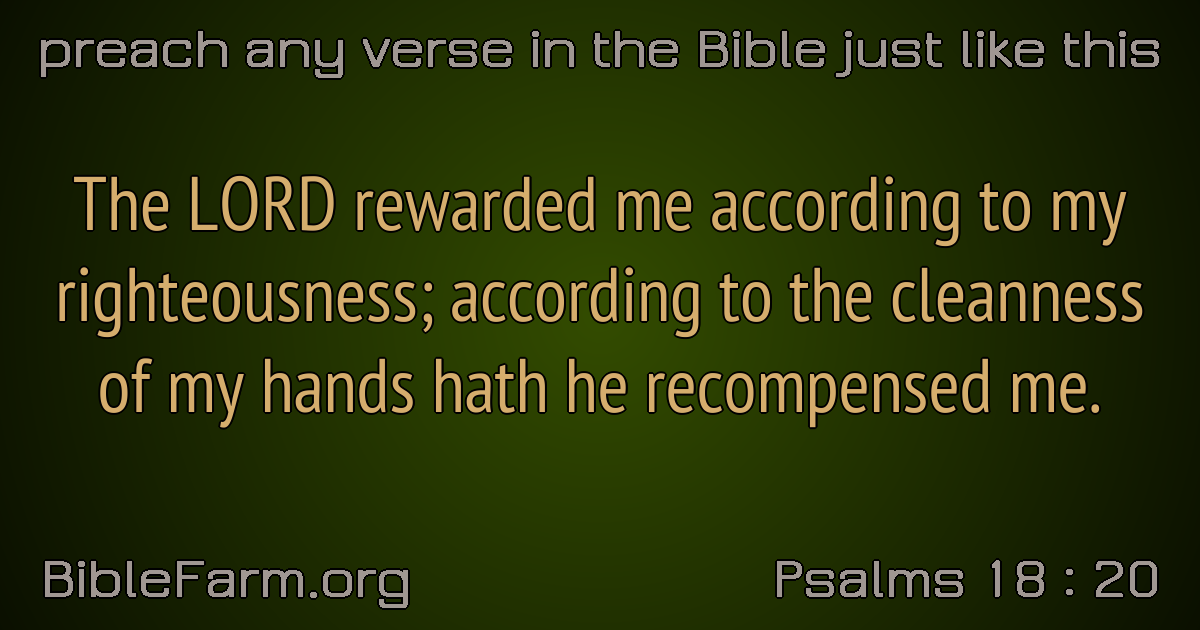 preach any verse in the Bible just like this
The LORD rewarded me according to my
righteousness; according to the cleanness
of my hands hath he recompensed me.
BibleFarm.org
Psalms 18 : 20